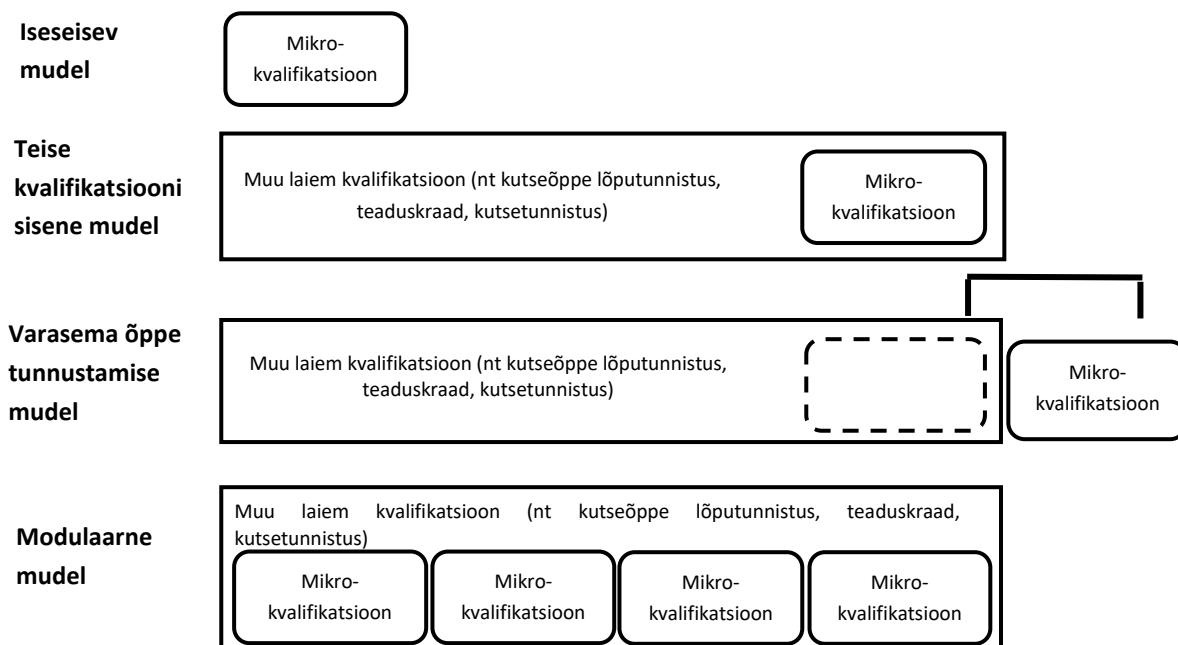 Iseseisev
mudel
Mikro-
kvalifikatsioon
Teise
kvalifikatsiooni
sisene mudel
Muu laiem kvalifikatsioon (nt kutseõppe lõputunnistus,
teaduskraad, kutsetunnistus)
Mikro-
kvalifikatsioon
Varasema õppe
tunnustamise
mudel
Muu laiem kvalifikatsioon (nt kutseõppe lõputunnistus,
teaduskraad, kutsetunnistus)
Mikro-
kvalifikatsioon
Modulaarne
mudel
Muu laiem kvalifikatsioon (nt kutseõppe lõputunnistus, teaduskraad,
kutsetunnistus)
Mikro-
kvalifikatsioon
Mikro-
kvalifikatsioon
Mikro-
kvalifikatsioon
Mikro-
kvalifikatsioon